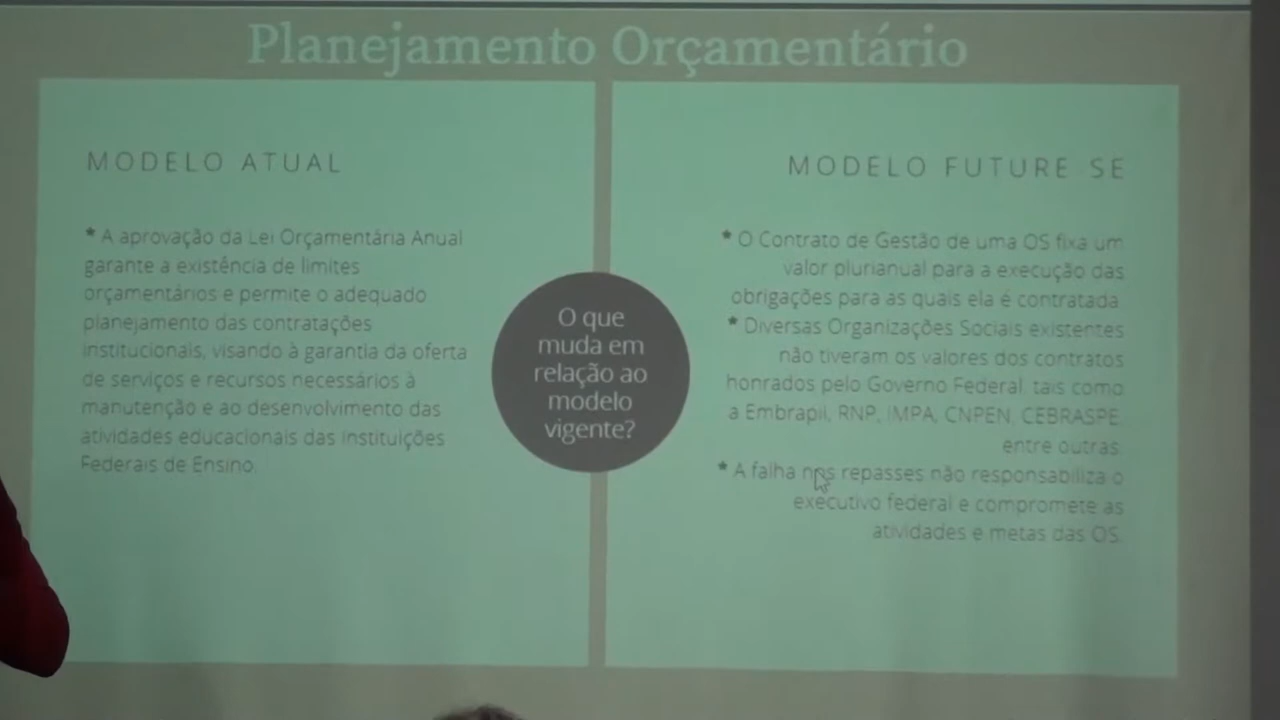 Planejamento Orçamentário
MODELO ATUAL
* A aprovação da Lei Orçamentária Anual
garante a existência de limites
orçamentários e permite o adequado
planejamento das contratações
institucionais, visando à garantia da oferta
de serviços e recursos necessários à
manutenção e ao desenvolvimento das
atividades educacionais das Instituições
Federais de Ensino.
O que
muda em
relação ao
modelo
vigente?
MODELO FUTURE SE
* O Contrato de Gestão de uma OS fixa um
valor plurianual para a execução das
obrigações para as quais ela é contratada.
* Diversas Organizações Sociais existentes
não tiveram os valores dos contratos
honrados pelo Governo Federal, tais como
a Embrapii, RNP, IMPA, CNPEN, CEBRASPE,
entre outras.
* A falha nos repasses não responsabiliza o
executivo federal e compromete as
atividades e metas das OS.